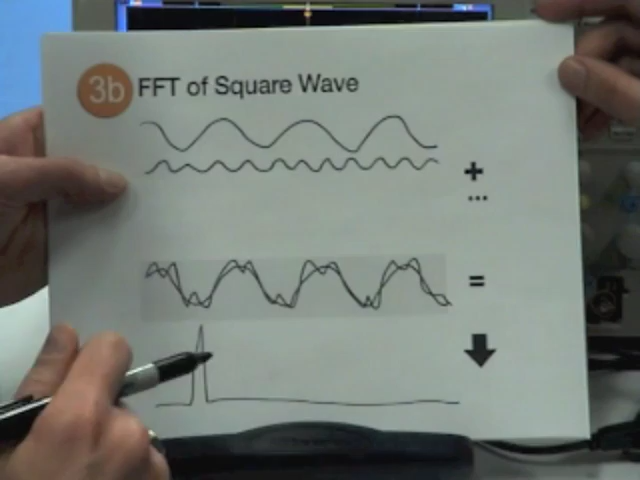 3b FFT of Square Wave
+
...
=